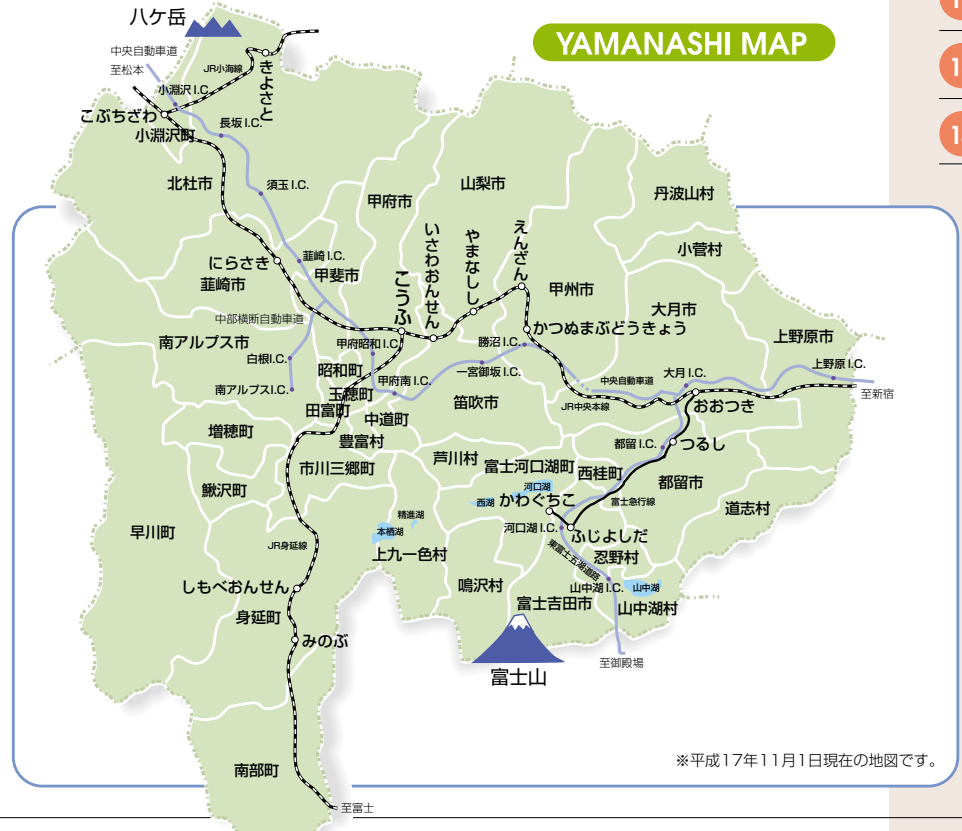 八ケ岳
YAMANASHI MAP
中央自動車道
至松本
JR小海線
きよさと
小淵沢 I.C.
こぶちざわ
長坂 I.C.
小淵沢町
北杜市
須玉 I.C.
甲府市
山梨市
丹波山村
いさわおんせん
やまなしし
えんざん
小菅村
にらさき
韮崎 I.C.
韮崎市
甲斐市
こうふ
甲州市
大月市
中部横断自動車道
かつぬまぶどうきょう
上野原市
南アルプス市
甲府昭和 I.C.
勝沼 I.C.
白根I.C.
昭和町
一宮御坂 I.C.
上野原 I.C.
大月 I.C.
中央自動車道
南アルプスI.C.
甲府南 I.C.
至新宿
玉穂町
笛吹市
JR中央本線
おおつき
田富町
中道町
増穂町
豊富村
都留 I.C.
つるし
芦川村
市川三郷町
富士河口湖町
西桂町
鰍沢町
河口湖
都留市
西湖
かわぐちこ
富士急行線
道志村
精進湖
早川町
本栖湖
河口湖 I.C.
ふじよしだ
JR身延線
上九一色村
東富士五湖道路
忍野村
しもべおんせん
鳴沢村
山中湖 I.C.
山中湖
富士吉田市
山中湖村
身延町
みのぶ
至御殿場
富士山
南部町
※平成17年11月1日現在の地図です。
至富士